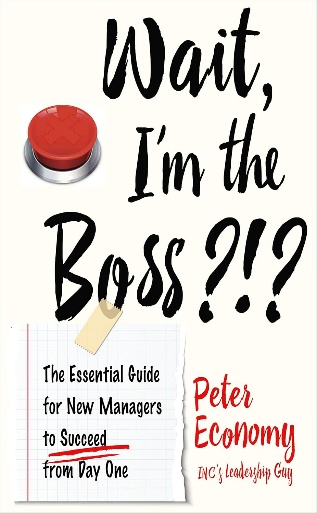 Wait,
I'm the
Boss?!?
The Essential Guide
for New Managers
to Succeed
from Day One
Peter
Economy
INC's Leadership Guy